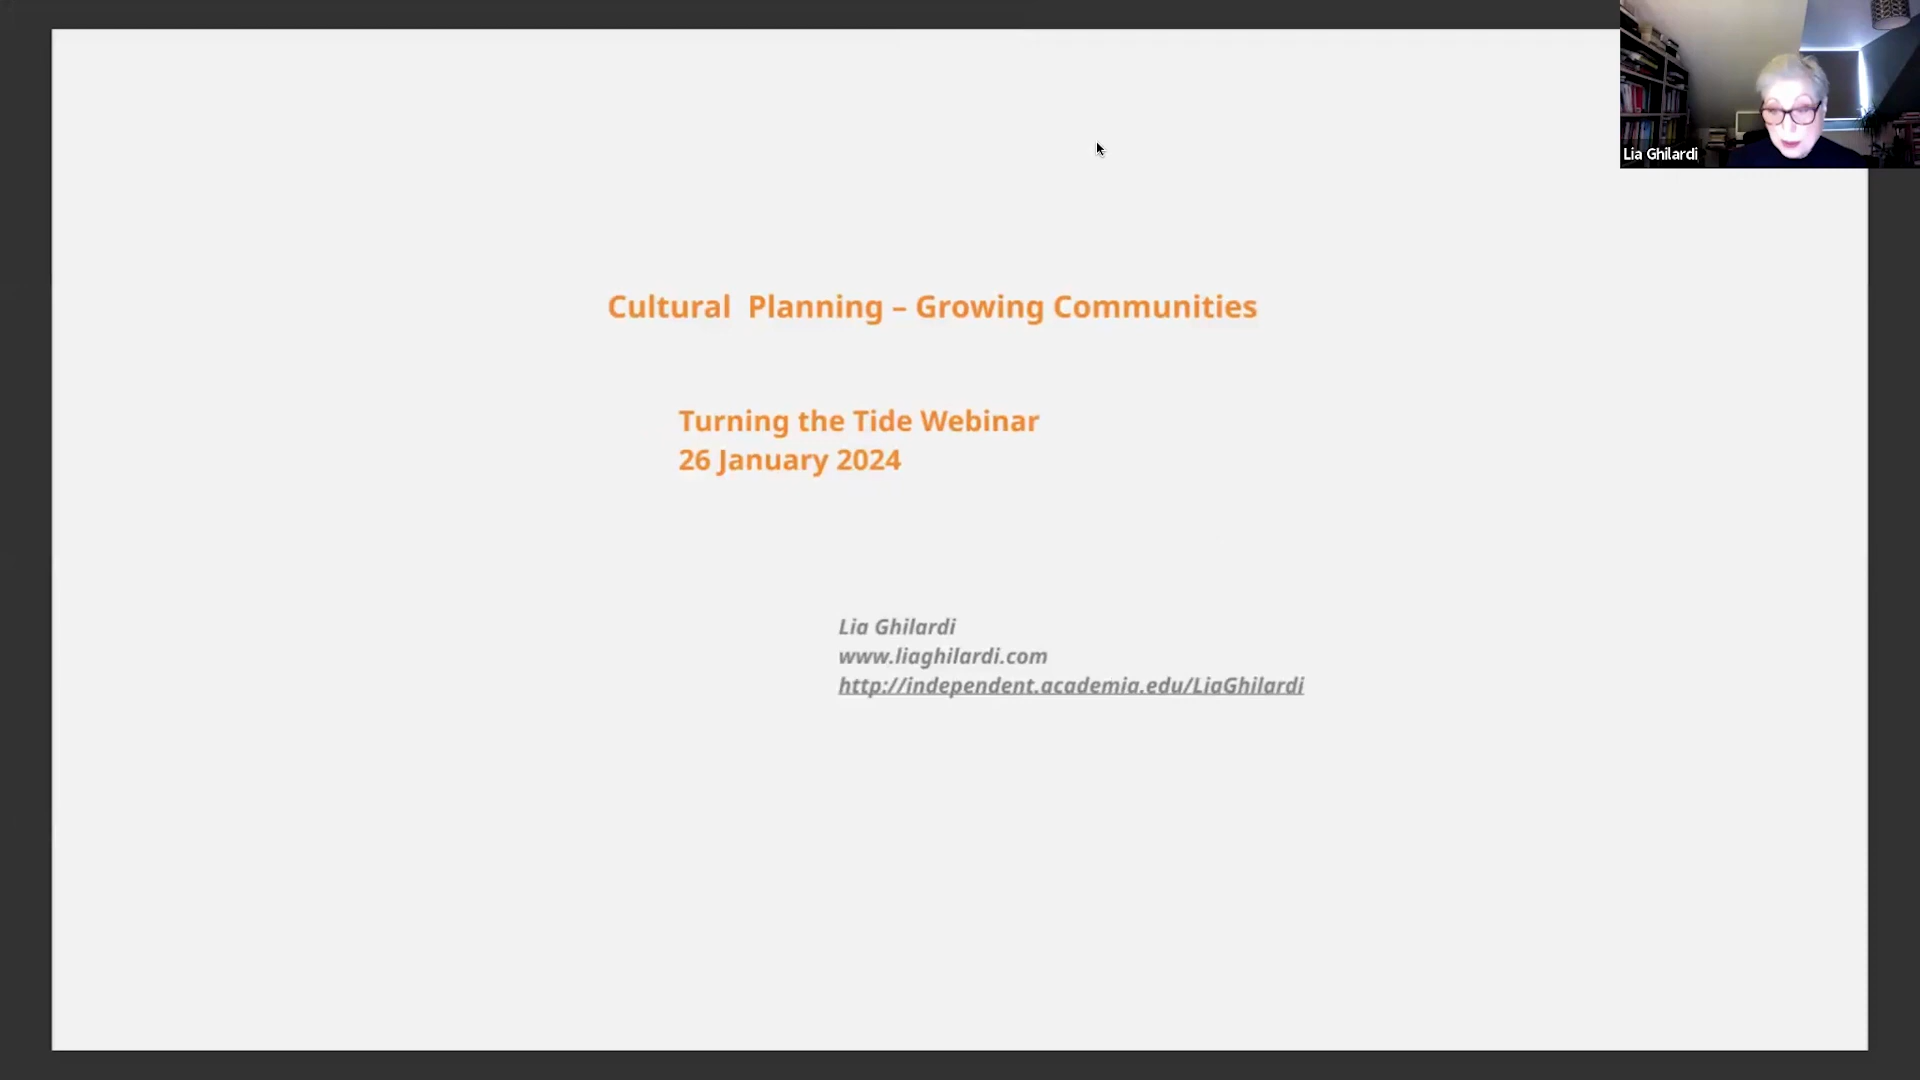 Cultural  Planning – Growing Communities
Turning the Tide Webinar
26 January 2024
Lia Ghilardi
www.liaghilardi.com
http://independent.academia.edu/LiaGhilardi
Lia Ghilardi